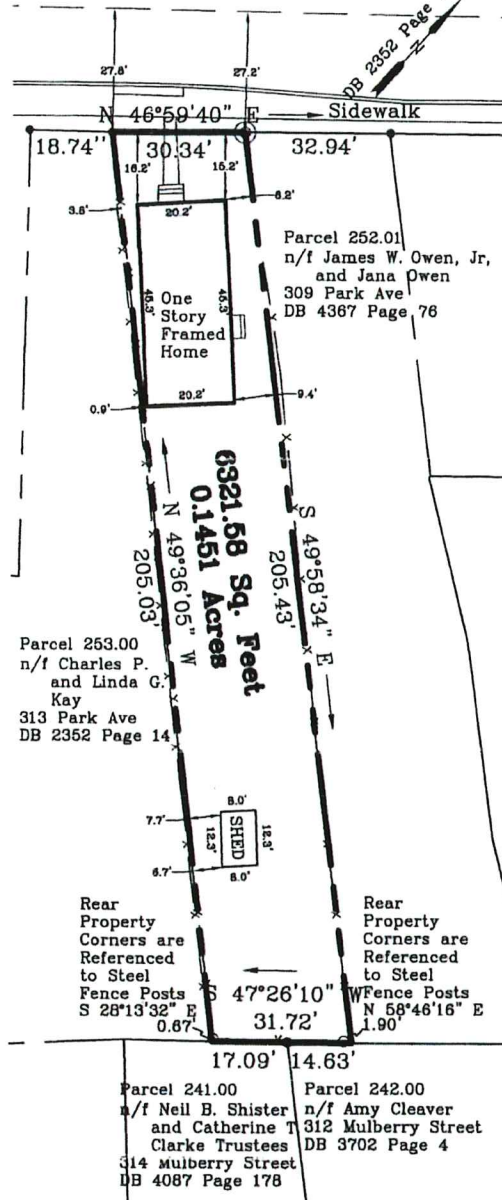 DB 2352 Page
N
27.8'
27.2'
N 46°59'40" E
Sidewalk
18.74''
30.34'
32.94'
16.2'
15.2'
3.8'
20.2'
6.2'
Parcel 252.01
n/f James W. Owen, Jr,
and Jana Owen
309 Park Ave
DB 4367 Page 76
45.3'
One
Story
Framed
Home
45.3'
0.9'
20.2'
9.4'
6321.58 Sq. Feet
0.1451 Acres
N 49°36'05" W
205.03'
S 49°58'34" E
205.43'
Parcel 253.00
n/f Charles P.
and Linda G.
Kay
313 Park Ave
DB 2352 Page 14
7.7'
8.0'
12.3'
SHED
12.3'
6.7'
8.0'
Rear
Property
Corners are
Referenced
to Steel
Fence Posts
S 28°13'32" E
0.67'
Rear
Property
Corners are
Referenced
to Steel
Fence Posts
N 58°46'16" E
1.90'
S 47°26'10" W
31.72'
17.09'
14.63'
Parcel 241.00
n/f Neil B. Shister
and Catherine T
Clarke Trustees
314 Mulberry Street
DB 4087 Page 178
Parcel 242.00
n/f Amy Cleaver
312 Mulberry Street
DB 3702 Page 4